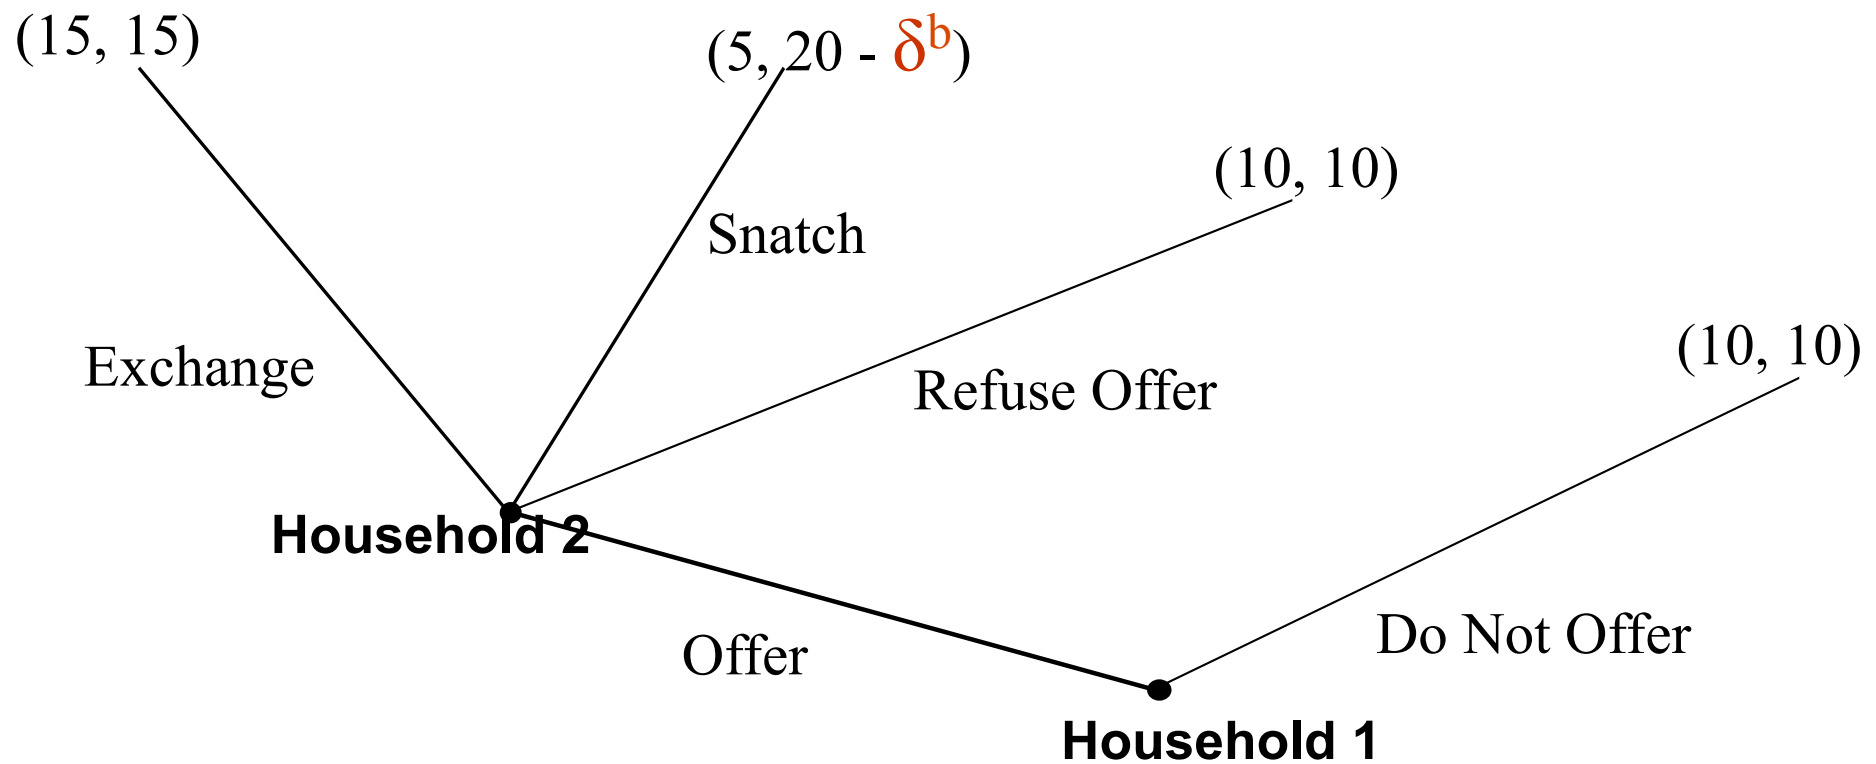 (15, 15)
(5, 20 - δᵇ)
(10, 10)
Snatch
(10, 10)
Exchange
Refuse Offer
Household 2
Do Not Offer
Offer
Household 1